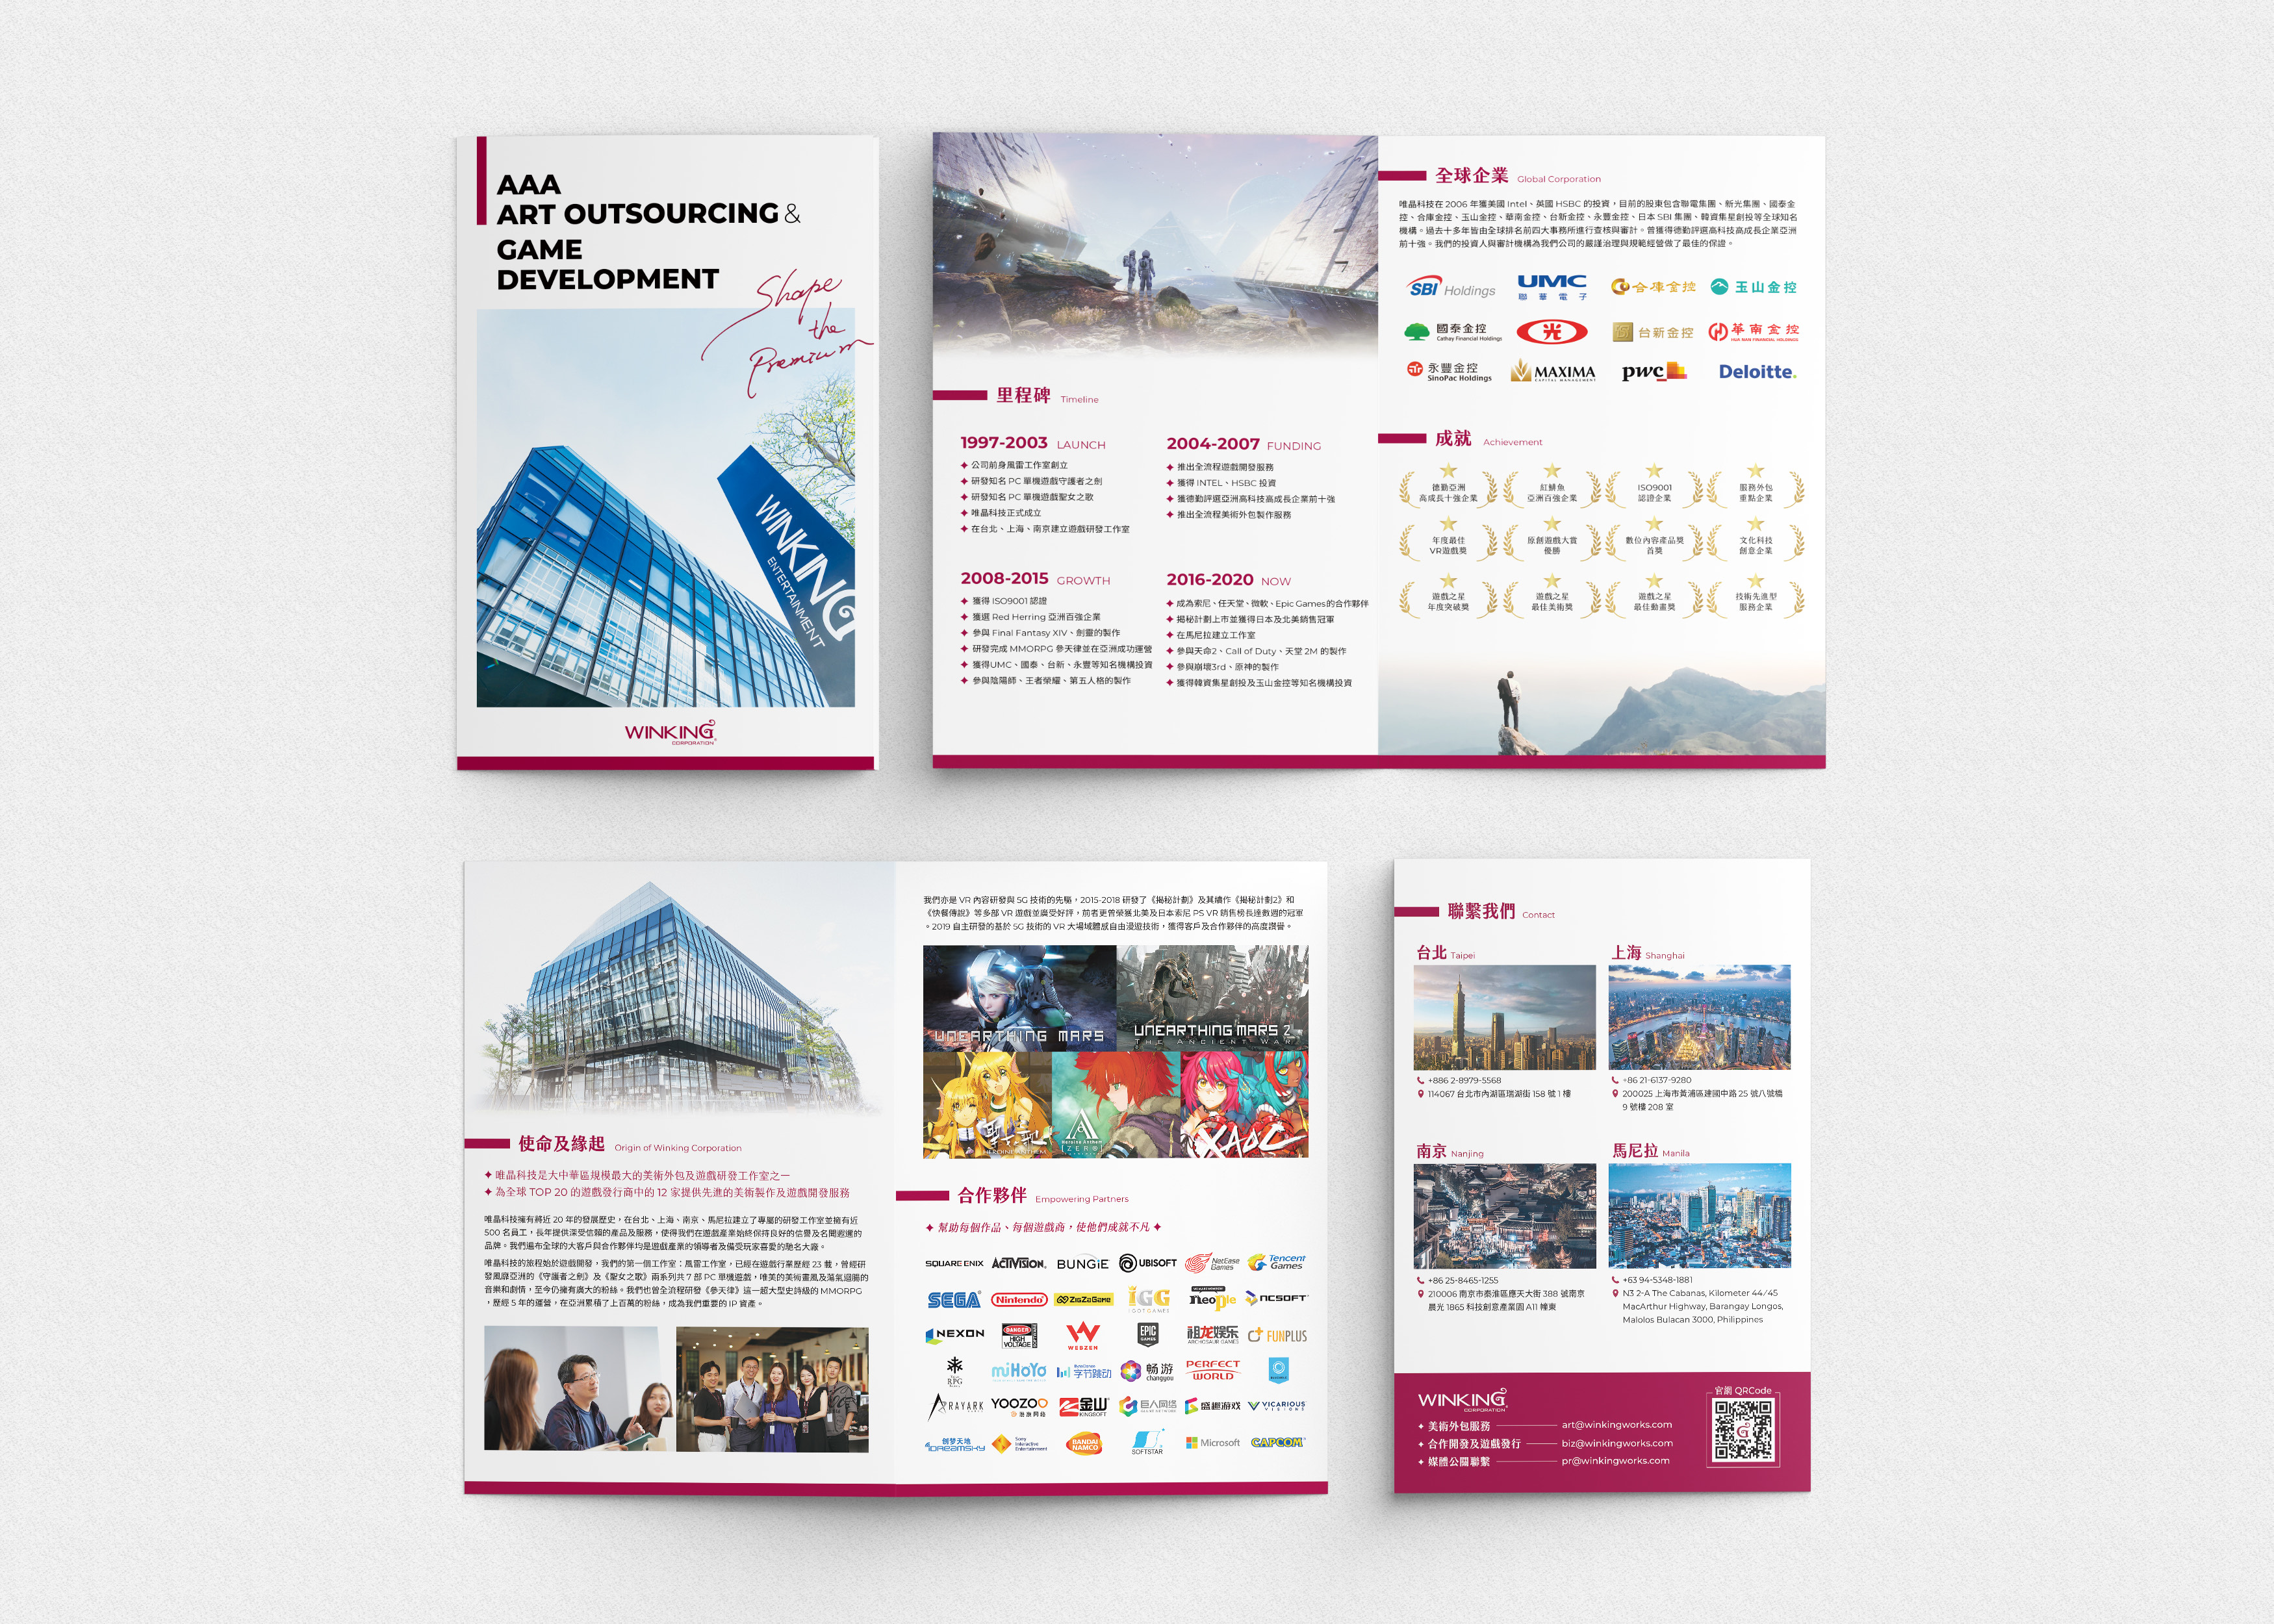 AAA
ART OUTSOURCING &
GAME
DEVELOPMENT
Shape
the
Premium
WINKING
ENTERTAINMENT
WINKING
CORPORATION
里程碑 Timeline
1997-2003 LAUNCH
公司前身風雷工作室創立
研發知名 PC 單機遊戲守護者之劍
研發知名 PC 單機遊戲聖女之歌
唯晶科技正式成立
在台北、上海、南京建立遊戲研發工作室
2004-2007 FUNDING
推出全流程遊戲開發服務
獲得 INTEL、HSBC 投資
獲德勤評選亞洲高科技高成長企業前十強
推出全流程美術外包製作服務
2008-2015 GROWTH
獲得 ISO9001 認證
獲選 Red Herring 亞洲百強企業
參與 Final Fantasy XIV、劍靈的製作
研發完成 MMORPG 參天律並在亞洲成功運營
獲得UMC、國泰、台新、永豐等知名機構投資
參與陰陽師、王者榮耀、第五人格的製作
2016-2020 NOW
成為索尼、任天堂、微軟、Epic Games的合作夥伴
揭秘計劃上市並獲得日本及北美銷售冠軍
在馬尼拉建立工作室
參與天命2、Call of Duty、天堂 2M 的製作
參與崩壞3rd、原神的製作
獲得韓資集星創投及玉山金控等知名機構投資
全球企業 Global Corporation
唯晶科技在 2006 年獲美國 Intel、英國 HSBC 的投資，目前的股東包含聯電集團、新光集團、國泰金
控、合庫金控、玉山金控、華南金控、台新金控、永豐金控、日本 SBI 集團、韓資集星創投等全球知名
機構。過去十多年皆由全球排名前四大事務所進行查核與審計。曾獲得德勤評選高科技高成長企業亞洲
前十強。我們的投資人與審計機構為我們公司的嚴謹治理與規範經營做了最佳的保證。
SBI Holdings
UMC
聯華電子
合庫金控
玉山金控
國泰金控
Cathay Financial Holdings
光
台新金控
華南金控
HUA NAN FINANCIAL HOLDINGS
永豐金控
SinoPac Holdings
MAXIMA
CAPITAL MANAGEMENT
pwc
Deloitte.
成就 Achievement
德勤亞洲
高成長十強企業
紅鯡魚
亞洲百強企業
ISO9001
認證企業
服務外包
重點企業
年度最佳
VR遊戲獎
原創遊戲大賞
優勝
數位內容產品獎
首獎
文化科技
創意企業
遊戲之星
年度突破獎
遊戲之星
最佳美術獎
遊戲之星
最佳動畫獎
技術先進型
服務企業
使命及緣起 Origin of Winking Corporation
唯晶科技是大中華區規模最大的美術外包及遊戲研發工作室之一
為全球 TOP 20 的遊戲發行商中的 12 家提供先進的美術製作及遊戲開發服務
唯晶科技擁有將近 20 年的發展歷史，在台北、上海、南京、馬尼拉建立了專屬的研發工作室並擁有近
500 名員工，長年提供深受信賴的產品及服務，使得我們在遊戲產業始終保持良好的信譽及名聞遐邇的
品牌。我們遍布全球的大客戶與合作夥伴均是遊戲產業的領導者及備受玩家喜愛的馳名大廠。
唯晶科技的旅程始於遊戲開發，我們的第一個工作室：風雷工作室，已經在遊戲行業歷經 23 載，曾經研
發風靡亞洲的《守護者之劍》及《聖女之歌》兩系列共 7 部 PC 單機遊戲，唯美的美術畫風及蕩氣迴腸的
音樂和劇情，至今仍擁有廣大的粉絲。我們也曾全流程研發《參天律》這一超大型史詩級的 MMORPG
，歷經 5 年的運營，在亞洲累積了上百萬的粉絲，成為我們重要的 IP 資產。
我們亦是 VR 內容研發與 5G 技術的先驅，2015-2018 研發了《揭秘計劃》及其續作《揭秘計劃2》和
《快餐傳說》等多部 VR 遊戲並廣受好評，前者更曾榮獲北美及日本索尼 PS VR 銷售榜長達數週的冠軍
。2019 自主研發的基於 5G 技術的 VR 大場域體感自由漫遊技術，獲得客戶及合作夥伴的高度讚譽。
UNEARTHING MARS
UNEARTHING MARS 2
THE ANCIENT WAR
HEROINE ANTHEM
Heroine Anthem
[ZERO]
合作夥伴 Empowering Partners
幫助每個作品、每個遊戲商，使他們成就不凡
SQUARE ENIX
ACTIVISION
BUNGIE
UBISOFT
NetEase
Games
Tencent
Games
SEGA
Nintendo
ZigZaGame
IGG
neople
NCSOFT
NEXON
DANGER
HIGH
VOLTAGE
WEBZEN
EPIC
GAMES
祖龙娱乐
ARCHOSAUR GAMES
FUNPLUS
RPG
miHoYo
ByteDance
字节跳动
畅游
changyou
PERFECT
WORLD
RAYARK
YOOZOO
游族网络
金山
KINGSOFT
巨人网络
盛趣游戏
VICARIOUS
VISIONS
创梦天地
iDREAMSKY
Sony
Interactive
Entertainment
BANDAI
NAMCO
SOFTSTAR
Microsoft
CAPCOM
聯繫我們 Contact
台北 Taipei
+886 2-8979-5568
114067 台北市內湖區瑞湖街 158 號 1 樓
上海 Shanghai
+86 21-6137-9280
200025 上海市黃浦區建國中路 25 號八號橋
9 號樓 208 室
南京 Nanjing
+86 25-8465-1255
210006 南京市秦淮區應天大街 388 號南京
晨光 1865 科技創意產業園 A11 幢東
馬尼拉 Manila
+63 94-5348-1881
N3 2-A The Cabanas, Kilometer 44/45
MacArthur Highway, Barangay Longos,
Malolos Bulacan 3000, Philippines
WINKING
CORPORATION
美術外包服務 art@winkingworks.com
合作開發及遊戲發行 biz@winkingworks.com
媒體公關聯繫 pr@winkingworks.com
官網 QRCode